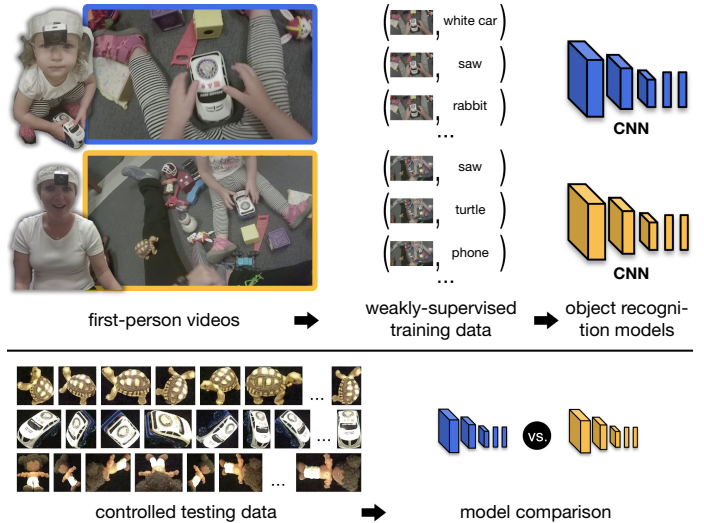 (      , white car)
(      , saw)
(      , rabbit)
...
CNN
(      , saw)
(      , turtle)
(      , phone)
...
CNN
first-person videos
weakly-supervised
training data
object recogni-
tion models
...
...
...
vs.
controlled testing data
model comparison